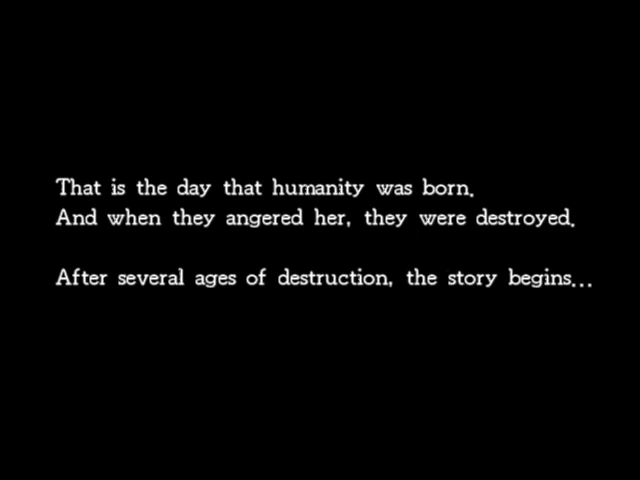 That is the day that humanity was born.
And when they angered her, they were destroyed.
After several ages of destruction, the story begins...